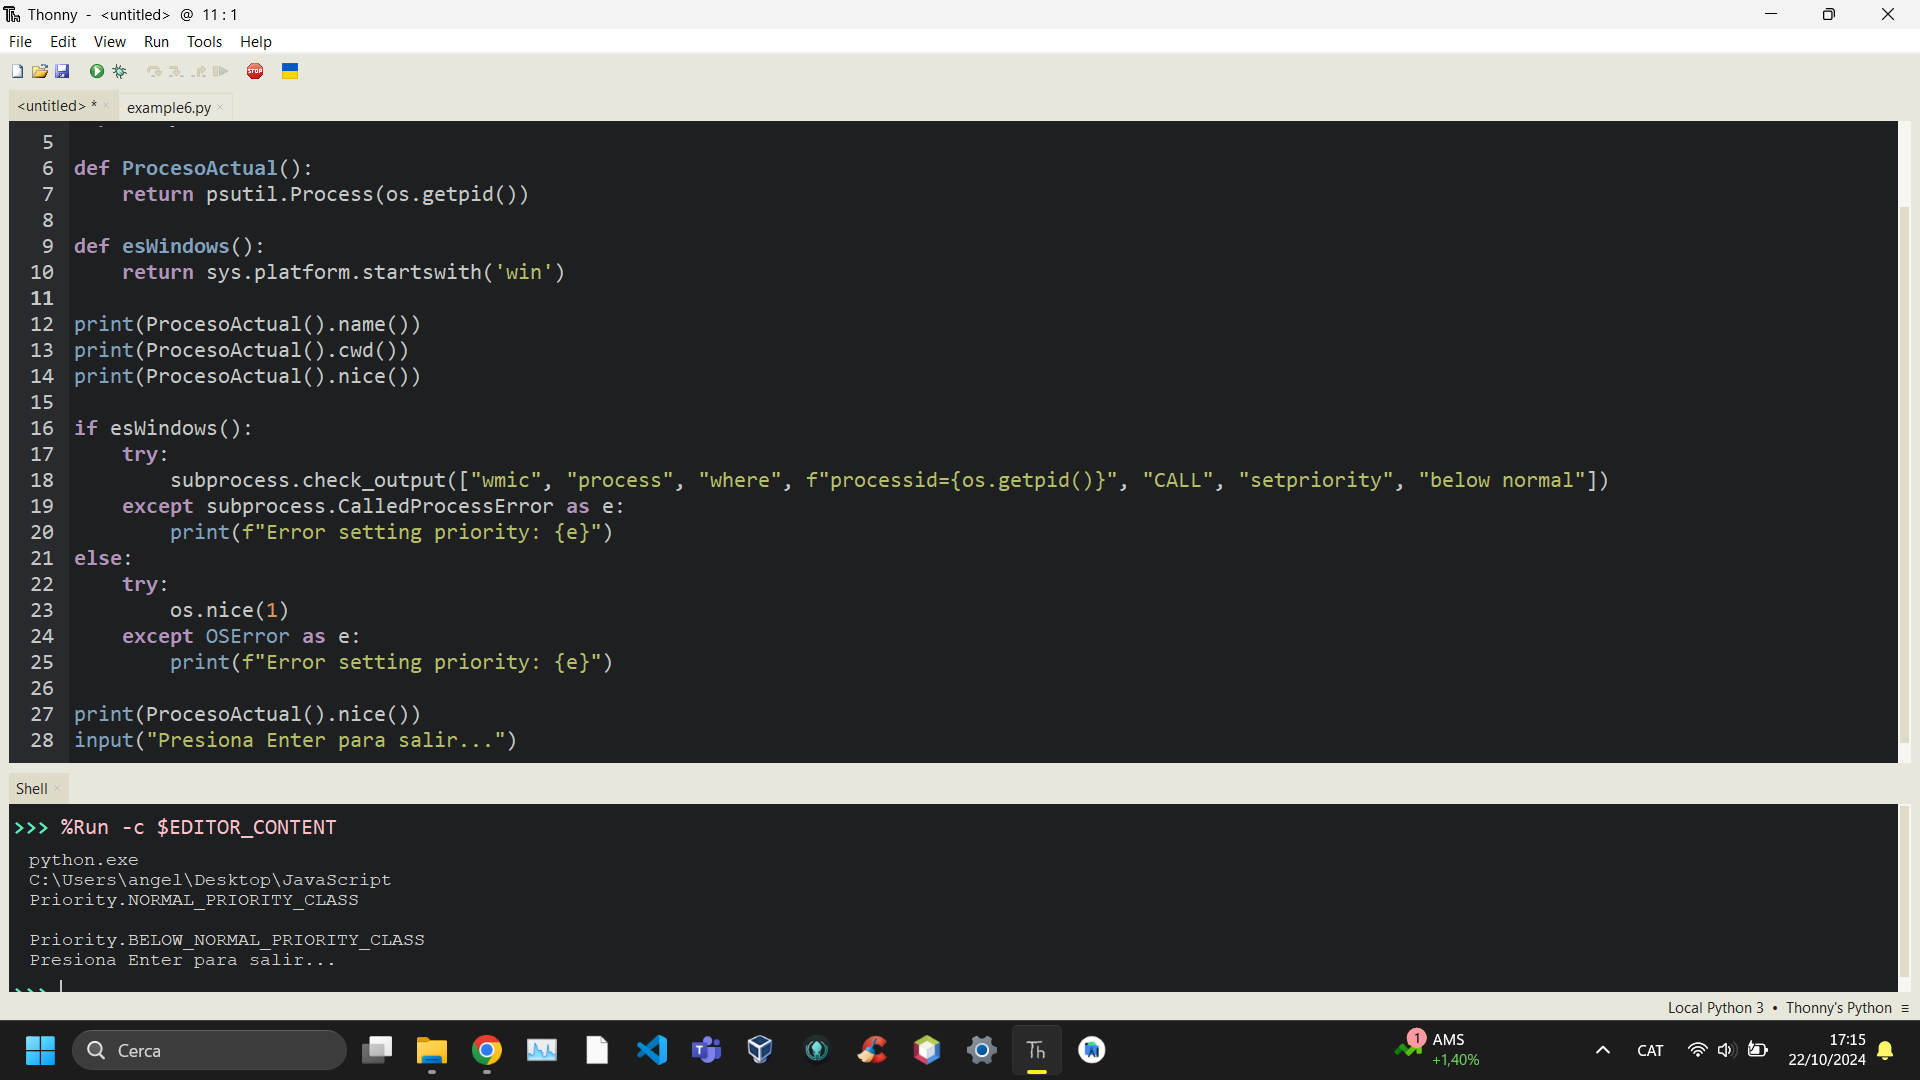 Thonny - <untitled> @ 11 : 1
File Edit View Run Tools Help
STOP
<untitled> * × example6.py ×
5
6 def ProcesoActual():
7     return psutil.Process(os.getpid())
8
9 def esWindows():
10     return sys.platform.startswith('win')
11
12 print(ProcesoActual().name())
13 print(ProcesoActual().cwd())
14 print(ProcesoActual().nice())
15
16 if esWindows():
17     try:
18         subprocess.check_output(["wmic", "process", "where", f"processid={os.getpid()}", "CALL", "setpriority", "below normal"])
19     except subprocess.CalledProcessError as e:
20         print(f"Error setting priority: {e}")
21 else:
22     try:
23         os.nice(1)
24     except OSError as e:
25         print(f"Error setting priority: {e}")
26
27 print(ProcesoActual().nice())
28 input("Presiona Enter para salir...")
Shell ×
>>> %Run -c $EDITOR_CONTENT
python.exe
C:\Users\angel\Desktop\JavaScript
Priority.NORMAL_PRIORITY_CLASS
Priority.BELOW_NORMAL_PRIORITY_CLASS
Presiona Enter para salir...
>>>
Local Python 3 • Thonny's Python ≡
Cerca
Th
1 AMS
+1,40%
CAT
17:15
22/10/2024